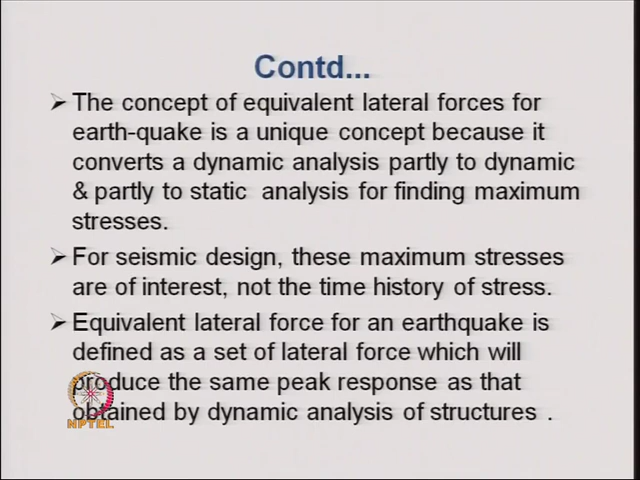 Contd...
➢ The concept of equivalent lateral forces for
earth-quake is a unique concept because it
converts a dynamic analysis partly to dynamic
& partly to static analysis for finding maximum
stresses.
➢ For seismic design, these maximum stresses
are of interest, not the time history of stress.
➢ Equivalent lateral force for an earthquake is
defined as a set of lateral force which will
produce the same peak response as that
obtained by dynamic analysis of structures .
NPTEL